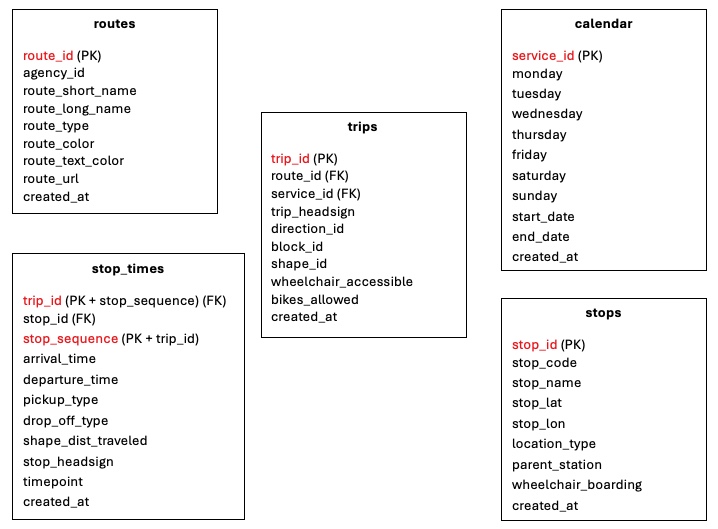 routes
route_id (PK)
agency_id
route_short_name
route_long_name
route_type
route_color
route_text_color
route_url
created_at
stop_times
trip_id (PK + stop_sequence) (FK)
stop_id (FK)
stop_sequence (PK + trip_id)
arrival_time
departure_time
pickup_type
drop_off_type
shape_dist_traveled
stop_headsign
timepoint
created_at
trips
trip_id (PK)
route_id (FK)
service_id (FK)
trip_headsign
direction_id
block_id
shape_id
wheelchair_accessible
bikes_allowed
created_at
calendar
service_id (PK)
monday
tuesday
wednesday
thursday
friday
saturday
sunday
start_date
end_date
created_at
stops
stop_id (PK)
stop_code
stop_name
stop_lat
stop_lon
location_type
parent_station
wheelchair_boarding
created_at